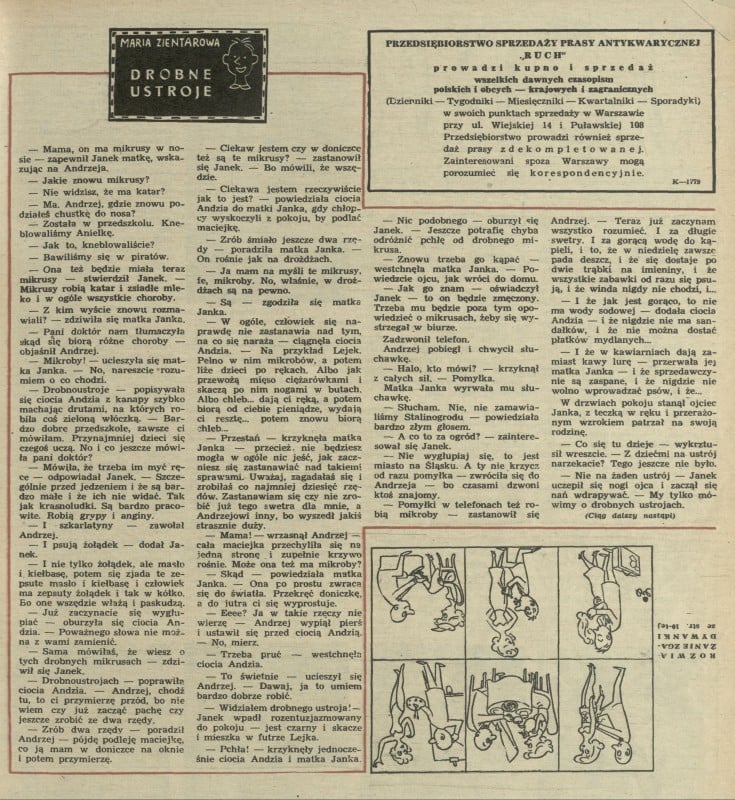 MARIA ZIENTAROWA
DROBNE
USTROJE
— Mama, on ma mikrusy w no-
sie — zapewnił Janek matkę, wska-
zując na Andrzeja.
— Jakie znowu mikrusy?
— Nie widzisz, że ma katar?
— Ma. Andrzej, gdzie znowu po-
działeś chustkę do nosa?
— Została w przedszkolu. Kne-
blowaliśmy Anielkę.
— Jak to, kneblowaliście?
— Bawiliśmy się w piratów.
— Ona też będzie miała teraz
mikrusy — stwierdził Janek. —
Mikrusy robią katar i zsiadłe mle-
ko i w ogóle wszystkie choroby.
— Z kim wyście znowu rozma-
wiali? — zdziwiła się matka Janka.
— Pani doktór nam tłumaczyła
skąd się biorą różne choroby —
objaśnił Andrzej.
— Mikroby! — ucieszyła się mat-
ka Janka. — No, nareszcie rozu-
miem o co chodzi.
— Drobnoustroje — popisywała
się ciocia Andzia z kanapy szybko
machając drutami, na których ro-
biła coś zieloną włóczką. — Bar-
dzo dobre przedszkole, zawsze ci
mówiłam. Przynajmniej dzieci się
czegoś uczą. No i co jeszcze mówi-
ła pani doktór?
— Mówiła, że trzeba im myć rę-
ce — odpowiadał Janek. — Szcze-
gólnie przed jedzeniem i że są bar-
dzo małe i że ich nie widać. Tak
jak krasnoludki. Są bardzo praco-
wite. Robią grypy i anginy.
— I szkarlatyny — zawołał
Andrzej.
— I psują żołądek — dodał Ja-
nek.
— I nie tylko żołądek, ale masło
i kiełbasę, potem się zjada te ze-
psute masło i kiełbasę i człowiek
ma zepsuty żołądek i tak w kółko.
Bo one wszędzie włażą i paskudzą.
— Już zaczynacie się wygłu-
piać — oburzyła się ciocia An-
dzia. — Poważnego słowa nie moż-
na z wami zamienić.
— Sama mówiłaś, że wiesz o
tych drobnych mikrusach — zdzi-
wił się Janek.
— Drobnoustrojach — poprawiła
ciocia Andzia. — Andrzej, chodź
tu, to ci przymierzę przód, bo nie
wiem czy już zacząć pachę czy
jeszcze zrobić ze dwa rzędy.
— Zrób dwa rzędy — poradził
Andrzej — pójdę podleję maciejkę,
co ją mam w doniczce na oknie
i potem przymierzę.
— Ciekaw jestem czy w doniczce
też są te mikrusy? — zastanowił
się Janek. — Bo mówili, że wszę-
dzie.
— Ciekawa jestem rzeczywiście
jak to jest? — powiedziała ciocia
Andzia do matki Janka, gdy chłop-
cy wyskoczyli z pokoju, by podlać
maciejkę.
— Zrób śmiało jeszcze dwa rzę-
dy — poradziła matka Janka. —
On rośnie jak na drożdżach.
— Ja mam na myśli te mikrusy,
fe, mikroby. No, właśnie, w droż-
dżach są na pewno.
— Są — zgodziła się matka
Janka.
— W ogóle, człowiek się na-
prawdę nie zastanawia nad tym,
na co się naraża — ciągnęła ciocia
Andzia. — Na przykład Lejek.
Pełno w nim mikrobów, a potem
liże dzieci po rękach. Albo jak
przewożą mięso ciężarówkami i
skaczą po nim nogami w butach.
Albo chleb... dają ci ręką, a potem
biorą od ciebie pieniądze, wydają
ci resztę... potem znowu biorą
chleb...
— Przestań — krzyknęła matka
Janka — przecież nie będziesz
mogła w ogóle nic jeść, jak zacz-
niesz się zastanawiać nad takiemi
sprawami. Uważaj, zagadałaś się i
zrobiłaś co najmniej dziesięć rzę-
dów. Zastanawiam się czy nie zro-
bić już tego swetra dla mnie, a
Andrzejowi inny, bo wyszedł jakiś
strasznie duży.
— Mama! — wrzasnął Andrzej —
cała maciejka przechyliła się na
jedną stronę i zupełnie krzywo
rośnie. Może ona też ma mikroby?
— Skąd — powiedziała matka
Janka. — Ona po prostu zwraca
się do światła. Przekręć doniczkę,
a do jutra ci się wyprostuje.
— Eeee? Ja w takie rzeczy nie
wierzę — Andrzej wypiął pierś
i ustawił się przed ciocią Andzią.
— No, mierz.
— Trzeba pruć — westchnęła
ciocia Andzia.
— To świetnie — ucieszył się
Andrzej. — Dawaj, ja to umiem
bardzo dobrze robić.
— Widziałem drobnego ustroja! —
Janek wpadł rozentuzjazmowany
do pokoju — jest czarny i skacze
i mieszka w futrze Lejka.
— Pchła! — krzyknęły jednocze-
śnie ciocia Andzia i matka Janka.
PRZEDSIĘBIORSTWO SPRZEDAŻY PRASY ANTYKWARYCZNEJ
„RUCH”
prowadzi kupno i sprzedaż
wszelkich dawnych czasopism
polskich i obcych — krajowych i zagranicznych
(Dzienniki — Tygodniki — Miesięczniki — Kwartalniki — Sporadyki)
w swoich punktach sprzedaży w Warszawie
przy ul. Wiejskiej 14 i Puławskiej 108
Przedsiębiorstwo prowadzi również sprze-
daż prasy zdekompletowanej.
Zainteresowani spoza Warszawy mogą
porozumieć się korespondencyjnie.
K—1779
— Nic podobnego — oburzył się
Janek. — Jeszcze potrafię chyba
odróżnić pchłę od drobnego mi-
krusa.
— Znowu trzeba go kąpać —
westchnęła matka Janka. — Po-
wiedzcie ojcu, jak wróci do domu.
— Jak go znam — oświadczył
Janek — to on będzie zmęczony.
Trzeba mu będzie poza tym opo-
wiedzieć o mikrusach, żeby się wy-
strzegał w biurze.
Zadzwonił telefon.
Andrzej pobiegł i chwycił słu-
chawkę.
— Halo, kto mówi? — krzyknął
z całych sił. — Pomyłka.
Matka Janka wyrwała mu słu-
chawkę.
— Słucham. Nie, nie zamawia-
liśmy Stalinogrodu — powiedziała
bardzo złym głosem.
— A co to za ogród? — zaintere-
sował się Janek.
— Nie wygłupiaj się, to jest
miasto na Śląsku. A ty nie krzycz
od razu pomyłka — zwróciła się do
Andrzeja — bo czasami dzwoni
ktoś znajomy.
— Pomyłki w telefonach też ro-
bią mikroby — zastanowił się
Andrzej. — Teraz już zaczynam
wszystko rozumieć. I za długie
swetry. I za gorącą wodę do ką-
pieli, i to, że w niedzielę zawsze
pada deszcz, i że się dostaje po
dwie trąbki na imieniny, i że
wszystkie zabawki od razu się psu-
ją, i że winda nigdy nie chodzi, i...
— I że jak jest gorąco, to nie
ma wody sodowej — dodała ciocia
Andzia — i że nigdzie nie ma san-
dałków, i że nie można dostać
płatków mydlanych...
— I że w kawiarniach dają za-
miast kawy lurę — przerwała jej
matka Janka — i że sprzedawczy-
nie są zaspane, i że nigdzie nie
wolno wprowadzać psów, i że...
W drzwiach pokoju stanął ojciec
Janka, z teczką w ręku i przerażo-
nym wzrokiem patrzał na swoją
rodzinę.
— Co się tu dzieje — wykrztu-
sił wreszcie. — Z dziećmi na ustrój
narzekacie? Tego jeszcze nie było.
— Nie na żaden ustrój — Janek
uczepił się nogi ojca i zaczął się
nań wdrapywać. — My tylko mó-
wimy o drobnych ustrojach.
(Ciąg dalszy nastąpi)
ROZWIĄ
ZANIE ZGA-
DYWANKI
ze str. 10-tej